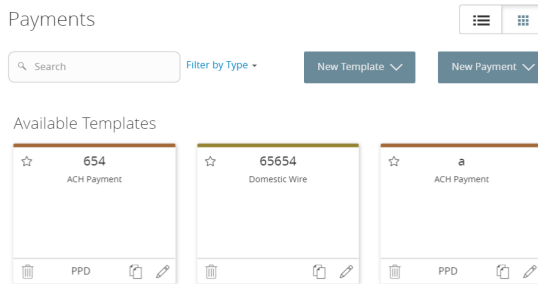 Payments
Search
Filter by Type
New Template
New Payment
Available Templates
654
ACH Payment
65654
Domestic Wire
a
ACH Payment
PPD
PPD